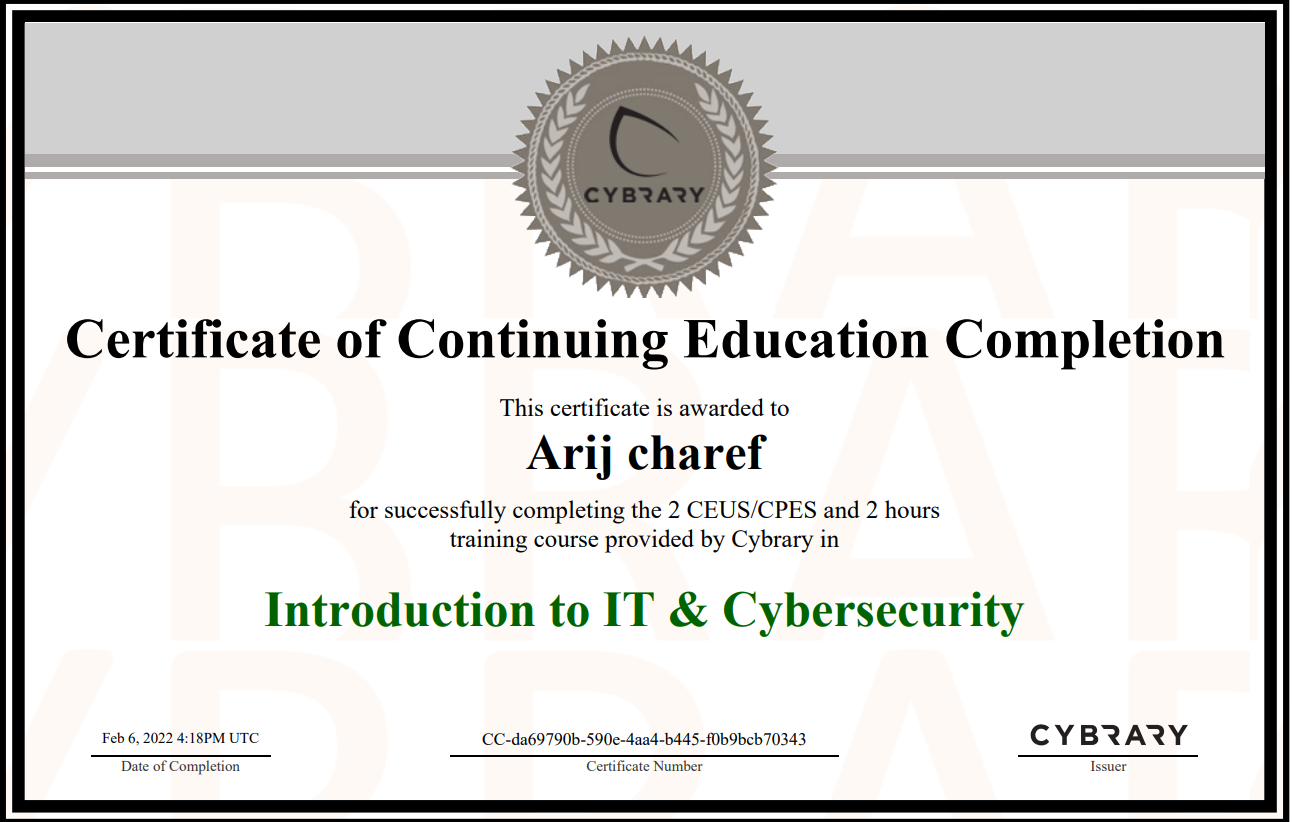 CYBRARY
Certificate of Continuing Education Completion
This certificate is awarded to
Arij charef
for successfully completing the 2 CEUS/CPES and 2 hours
training course provided by Cybrary in
Introduction to IT & Cybersecurity
Feb 6, 2022 4:18PM UTC
Date of Completion
CC-da69790b-590e-4aa4-b445-f0b9bcb70343
Certificate Number
CYBRARY
Issuer